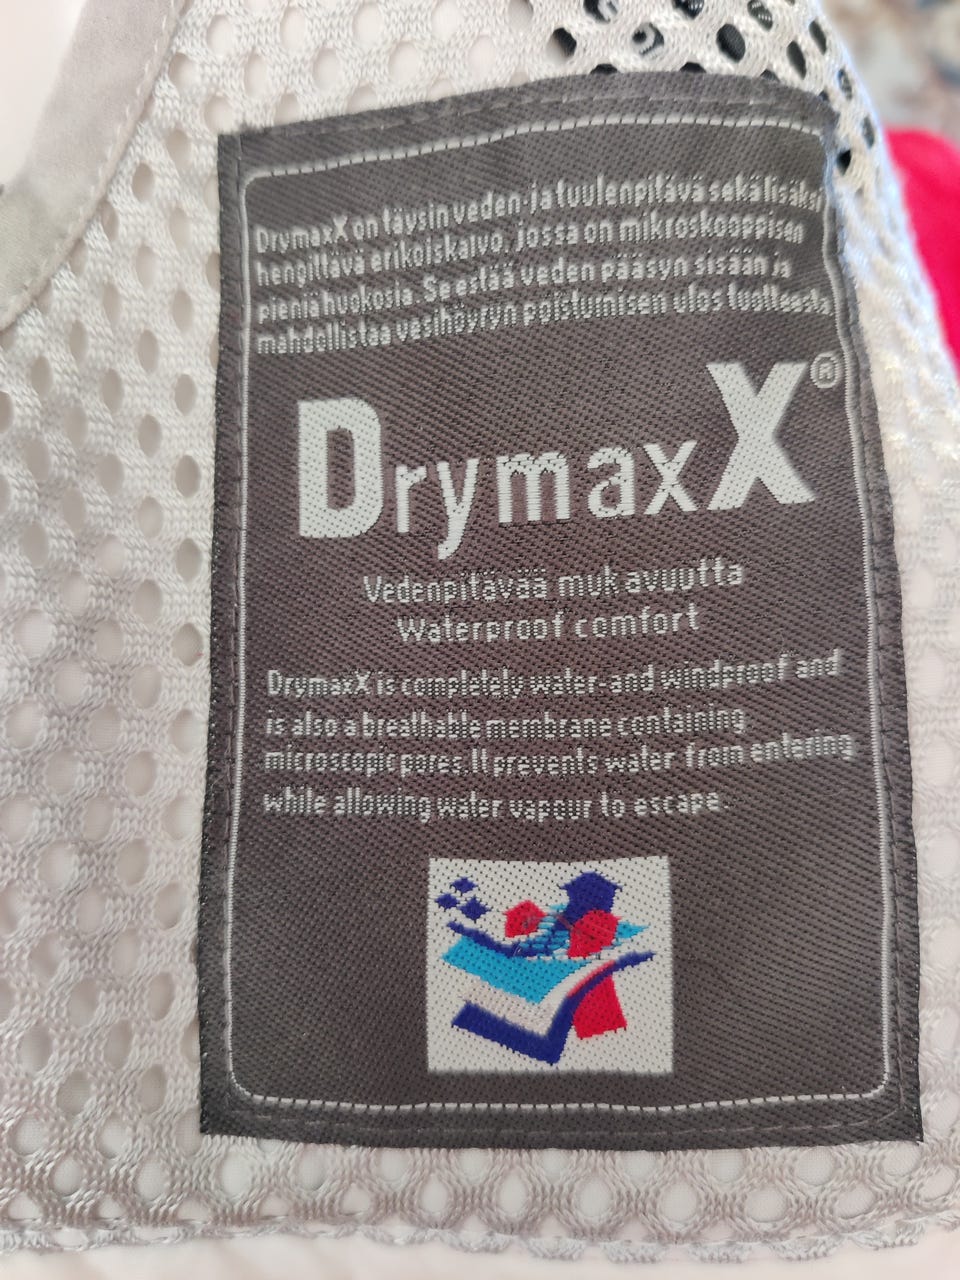 DrymaxX on täysin veden-ja tuulenpitävä sekä lisäksi
hengittävä erikoiskalvo, jossa on mikroskooppisen
pieniä huokosia. Se estää veden pääsyn sisään ja
mahdollistaa vesihöyryn poistumisen ulos tuotteesta.
DrymaxX®
Vedenpitävää mukavuutta
Waterproof comfort
DrymaxX is completely water-and windproof and
is also a breathable membrane containing
microscopic pores. It prevents water from entering
while allowing water vapour to escape.